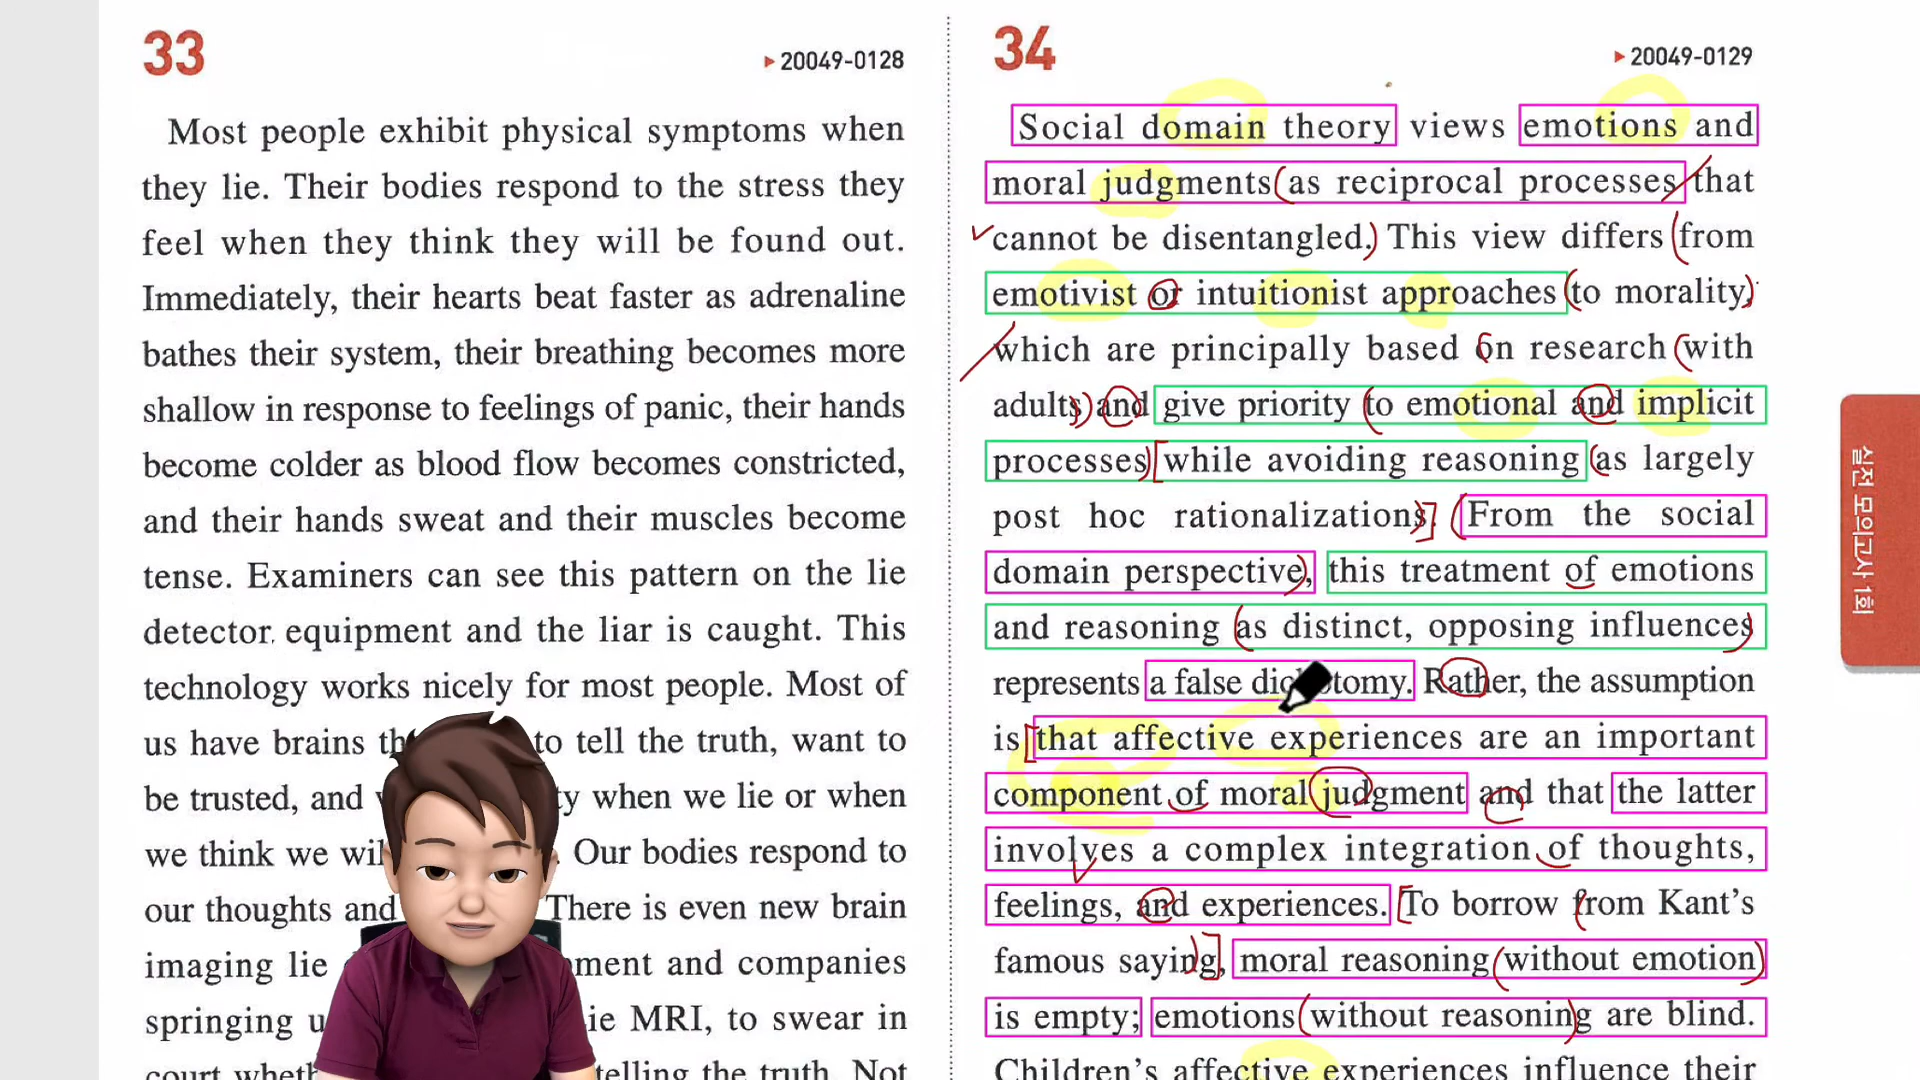 33
▸20049-0128
Most people exhibit physical symptoms when
they lie. Their bodies respond to the stress they
feel when they think they will be found out.
Immediately, their hearts beat faster as adrenaline
bathes their system, their breathing becomes more
shallow in response to feelings of panic, their hands
become colder as blood flow becomes constricted,
and their hands sweat and their muscles become
tense. Examiners can see this pattern on the lie
detector equipment and the liar is caught. This
technology works nicely for most people. Most of
us have brains to tell the truth, want to
be trusted, and when we lie or when
we think we Our bodies respond to
our thoughts and There is even new brain
imaging lie and companies
springing MRI, to swear in
court telling the truth. Not
34
▸20049-0129
Social domain theory views emotions and
moral judgments as reciprocal processes that
cannot be disentangled. This view differs from
emotivist or intuitionist approaches to morality,
which are principally based on research with
adults and give priority to emotional and implicit
processes while avoiding reasoning as largely
post hoc rationalizations. From the social
domain perspective, this treatment of emotions
and reasoning as distinct, opposing influences
represents a false dichotomy. Rather, the assumption
is that affective experiences are an important
component of moral judgment and that the latter
involves a complex integration of thoughts,
feelings, and experiences. To borrow from Kant's
famous saying, moral reasoning without emotion
is empty; emotions without reasoning are blind.
Children's affective experiences influence their
실전 모의고사 1회